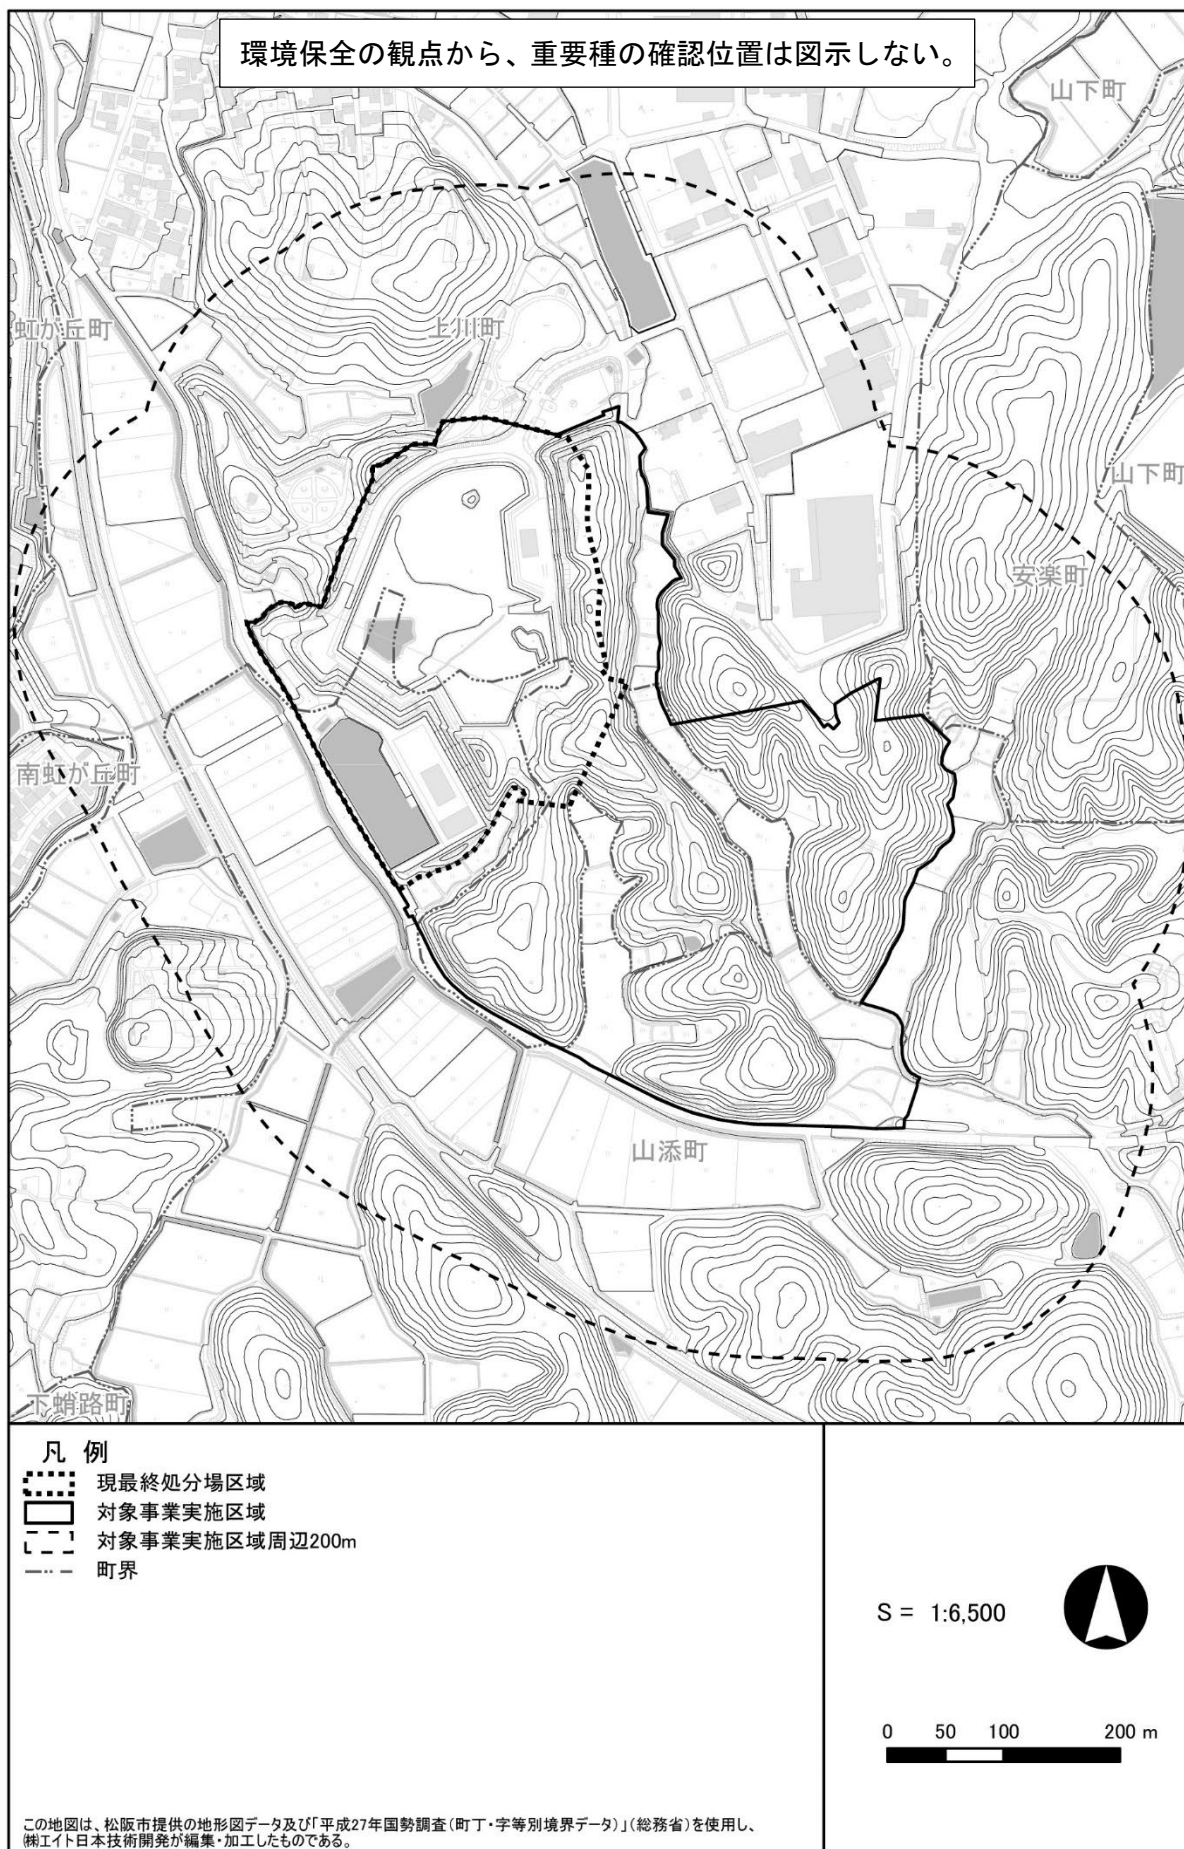 環境保全の観点から、重要種の確認位置は図示しない。
山下町
虹が丘町
上川町
山下町
安楽町
南虹が丘町
山添町
下蛸路町
凡 例
現最終処分場区域
対象事業実施区域
対象事業実施区域周辺200m
町界
S = 1:6,500
0 50 100 200 m
この地図は、松阪市提供の地形図データ及び「平成27年国勢調査(町丁・字等別境界データ)」(総務省)を使用し、
㈱エイト日本技術開発が編集・加工したものである。